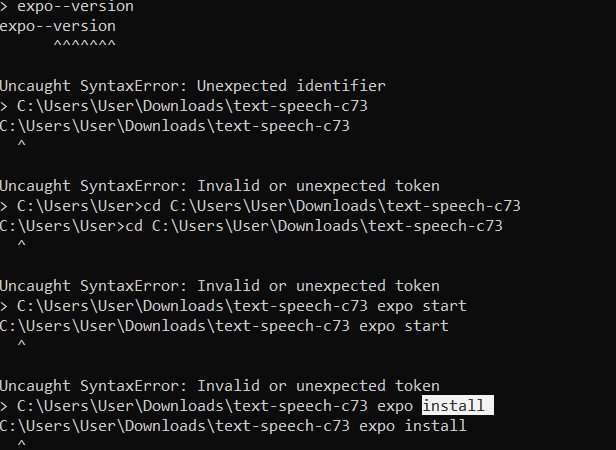 > expo--version
expo--version
^^^^^^^
Uncaught SyntaxError: Unexpected identifier
> C:\Users\User\Downloads\text-speech-c73
C:\Users\User\Downloads\text-speech-c73
^
Uncaught SyntaxError: Invalid or unexpected token
> C:\Users\User>cd C:\Users\User\Downloads\text-speech-c73
C:\Users\User>cd C:\Users\User\Downloads\text-speech-c73
^
Uncaught SyntaxError: Invalid or unexpected token
> C:\Users\User\Downloads\text-speech-c73 expo start
C:\Users\User\Downloads\text-speech-c73 expo start
^
Uncaught SyntaxError: Invalid or unexpected token
> C:\Users\User\Downloads\text-speech-c73 expo install
C:\Users\User\Downloads\text-speech-c73 expo install
^